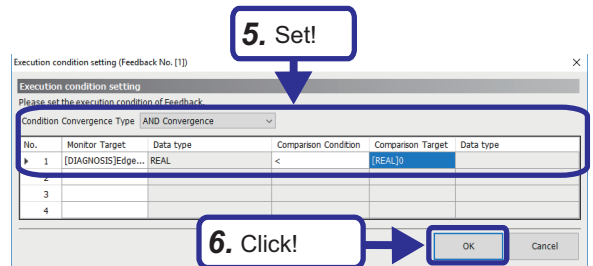 5. Set!
Execution condition setting (Feedback No. [1])
Execution condition setting
Please set the execution condition of Feedback.
Condition Convergence Type AND Convergence
No. Monitor Target Data type Comparison Condition Comparison Target Data type
1 [DIAGNOSIS]Edge... REAL < [REAL]0
2
3
4
6. Click!
OK Cancel